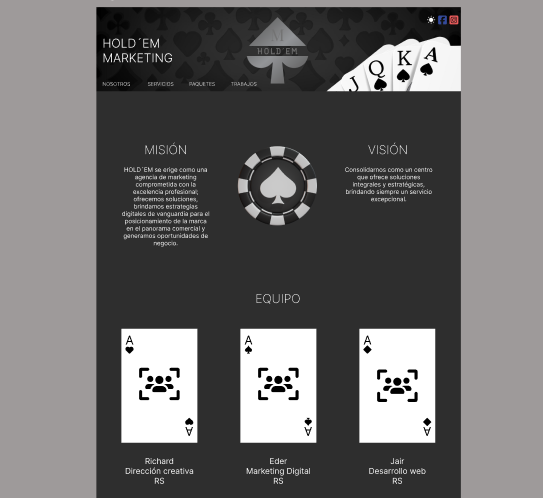 HOLD´EM
MARKETING
M
HOLD´EM
J Q K A
NOSOTROS SERVICIOS PAQUETES TRABAJOS
MISIÓN
HOLD´EM se erige como una
agencia de marketing
comprometida con la
excelencia profesional;
ofrecemos soluciones,
brindamos estrategias
digitales de vanguardia para el
posicionamiento de la marca
en el panorama comercial y
generamos oportunidades de
negocio.
VISIÓN
Consolidarnos como un centro
que ofrece soluciones
integrales y estratégicas,
brindando siempre un servicio
excepcional.
EQUIPO
A
A
A
A
A
A
Richard
Dirección creativa
RS
Eder
Marketing Digital
RS
Jair
Desarrollo web
RS